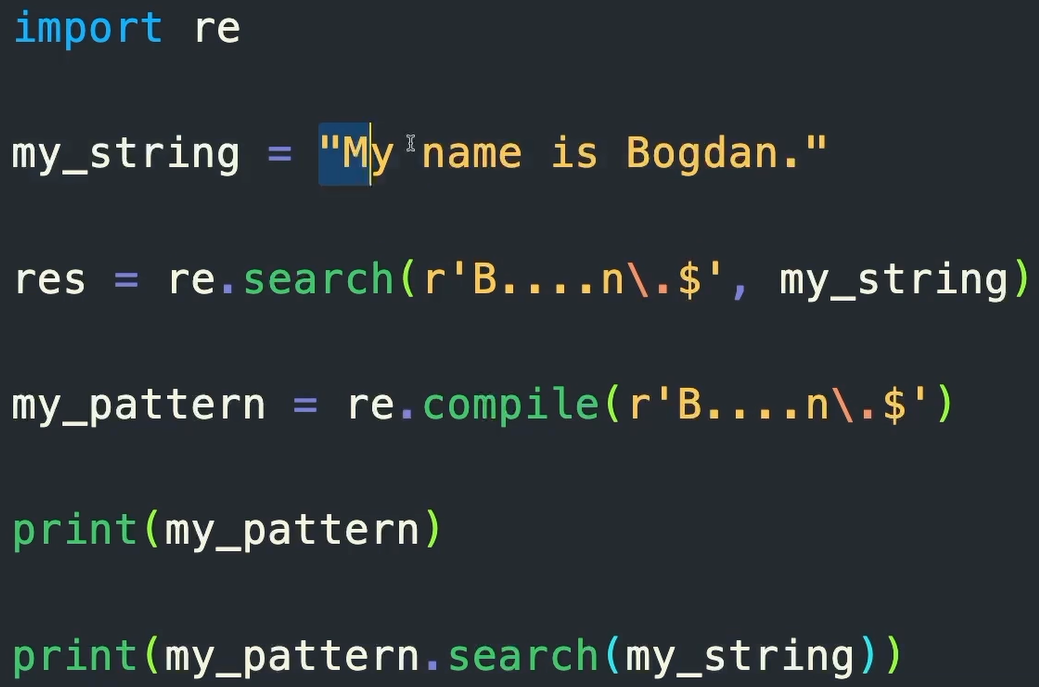 import re
my_string = "My name is Bogdan."
res = re.search(r'B....n\.$', my_string)
my_pattern = re.compile(r'B....n\.$')
print(my_pattern)
print(my_pattern.search(my_string))